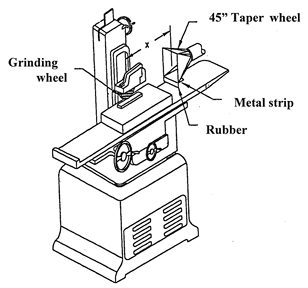 45" Taper wheel
x
Grinding
wheel
Metal strip
Rubber